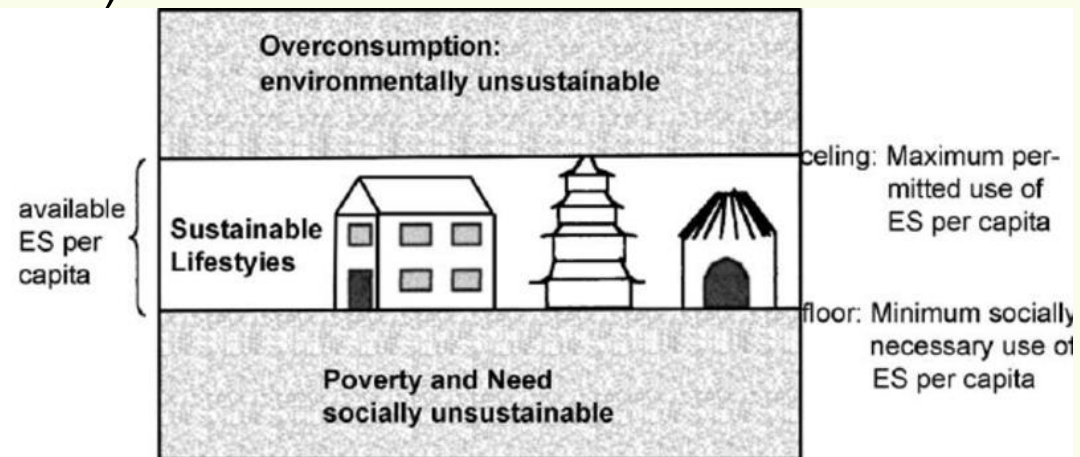 Overconsumption:
environmentally unsustainable
celing: Maximum per-
mitted use of
ES per capita
available
ES per
capita
Sustainable
Lifestyies
floor: Minimum socially
necessary use of
ES per capita
Poverty and Need
socially unsustainable